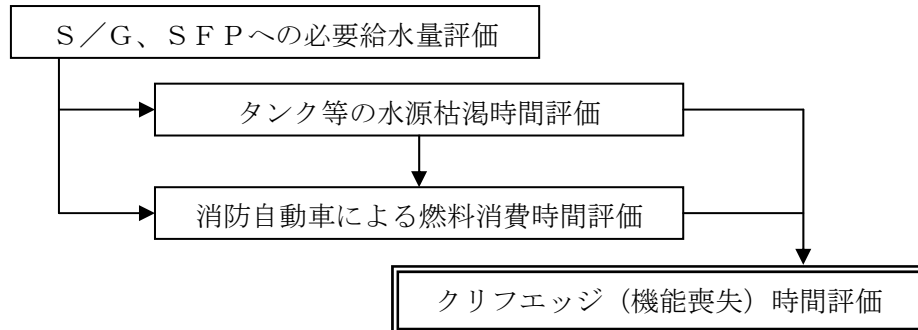 Ｓ／Ｇ、ＳＦＰへの必要給水量評価
タンク等の水源枯渇時間評価
消防自動車による燃料消費時間評価
クリフエッジ（機能喪失）時間評価